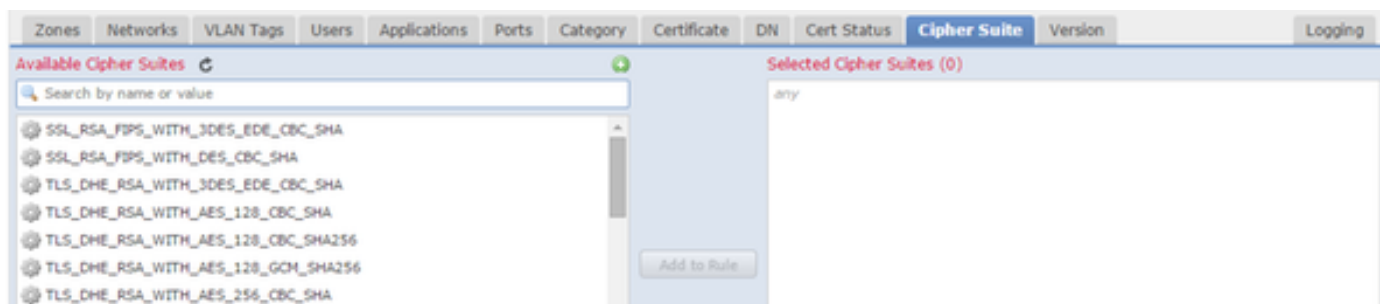 Zones Networks VLAN Tags Users Applications Ports Category Certificate DN Cert Status Cipher Suite Version Logging
Available Cipher Suites
Search by name or value
SSL_RSA_FIPS_WITH_3DES_EDE_CBC_SHA
SSL_RSA_FIPS_WITH_DES_CBC_SHA
TLS_DHE_RSA_WITH_3DES_EDE_CBC_SHA
TLS_DHE_RSA_WITH_AES_128_CBC_SHA
TLS_DHE_RSA_WITH_AES_128_CBC_SHA256
TLS_DHE_RSA_WITH_AES_128_GCM_SHA256
TLS_DHE_RSA_WITH_AES_256_CBC_SHA
Add to Rule
Selected Cipher Suites (0)
any